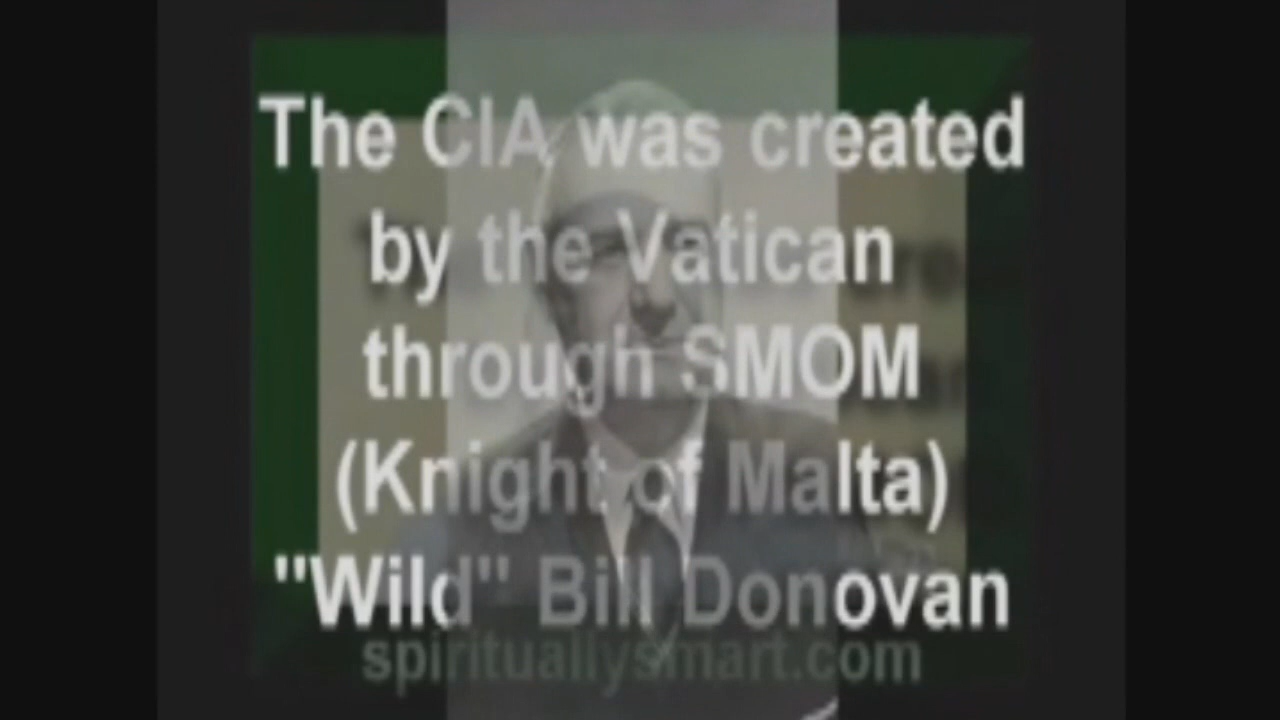 The CIA was created
by the Vatican
through SMOM
(Knight of Malta)
"Wild" Bill Donovan
spirituallysmart.com